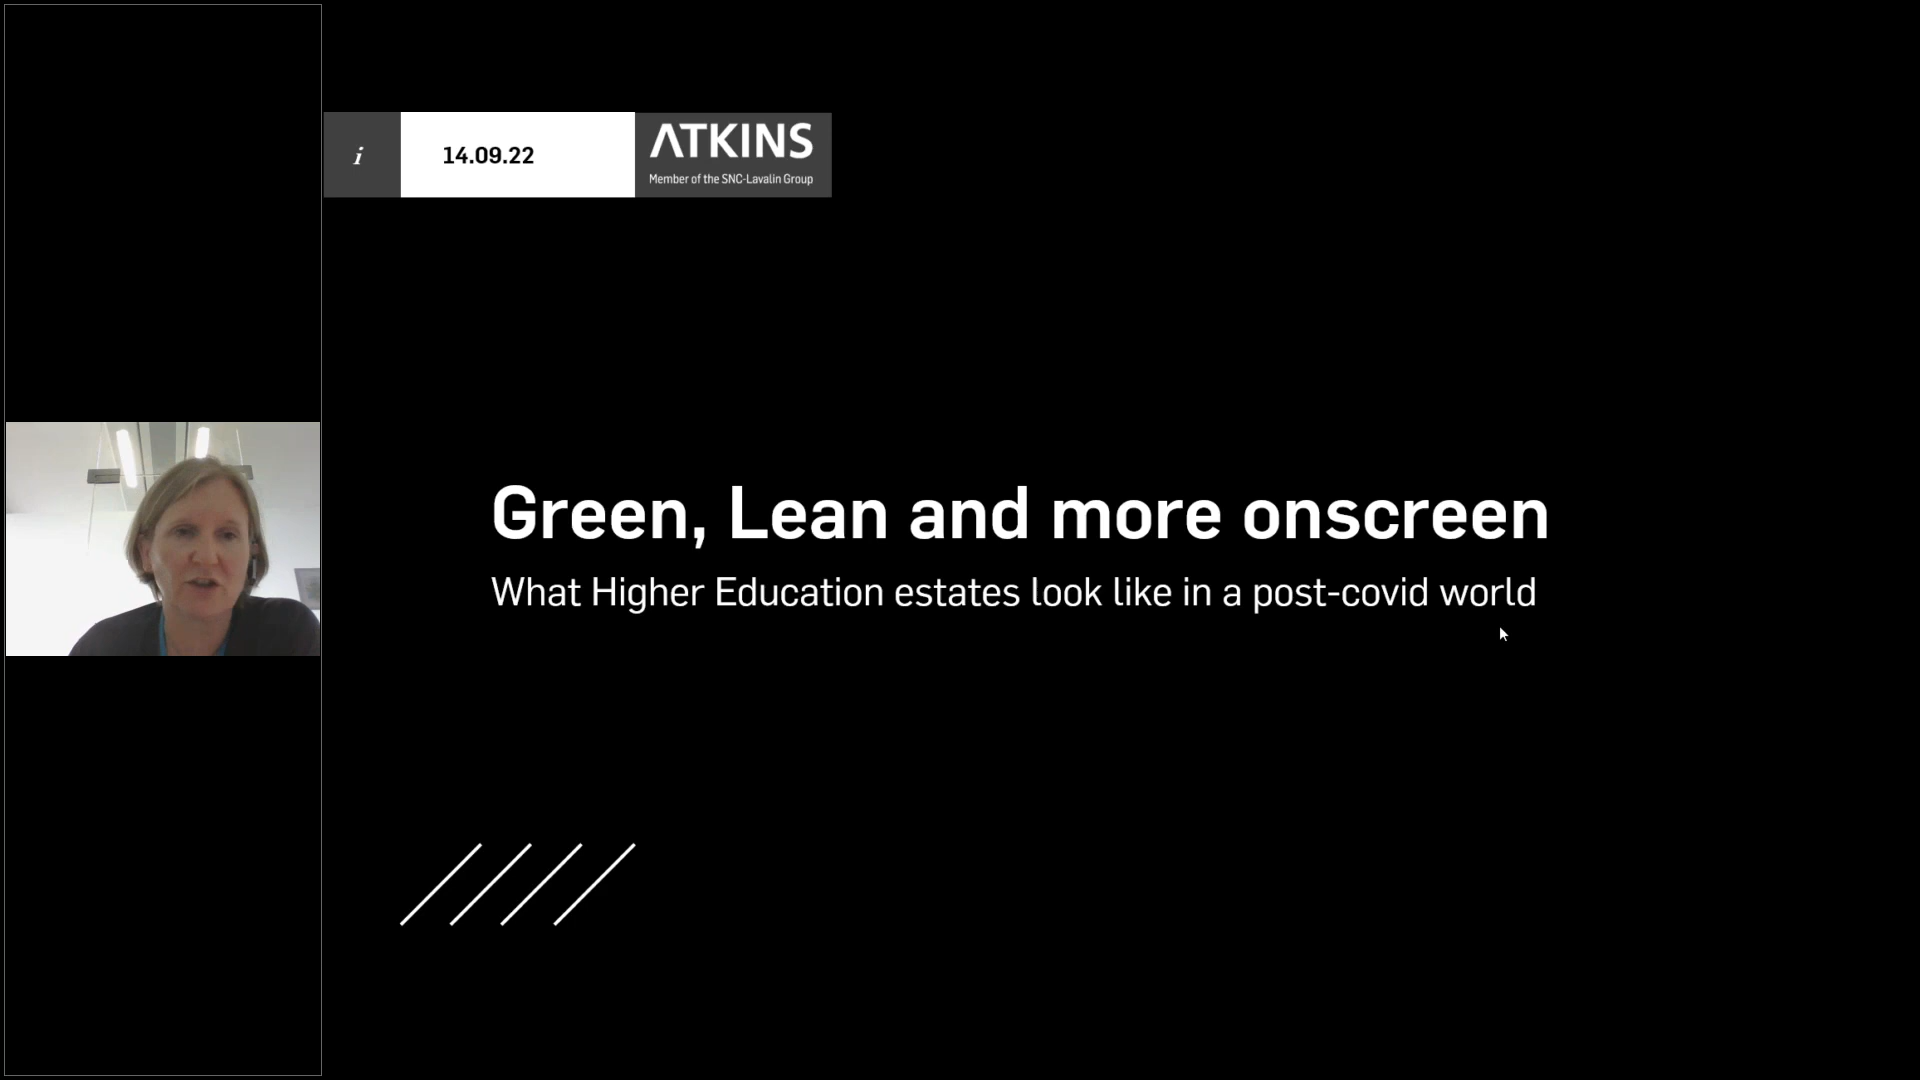 i
14.09.22
ATKINS
Member of the SNC-Lavalin Group
Green, Lean and more onscreen
What Higher Education estates look like in a post-covid world